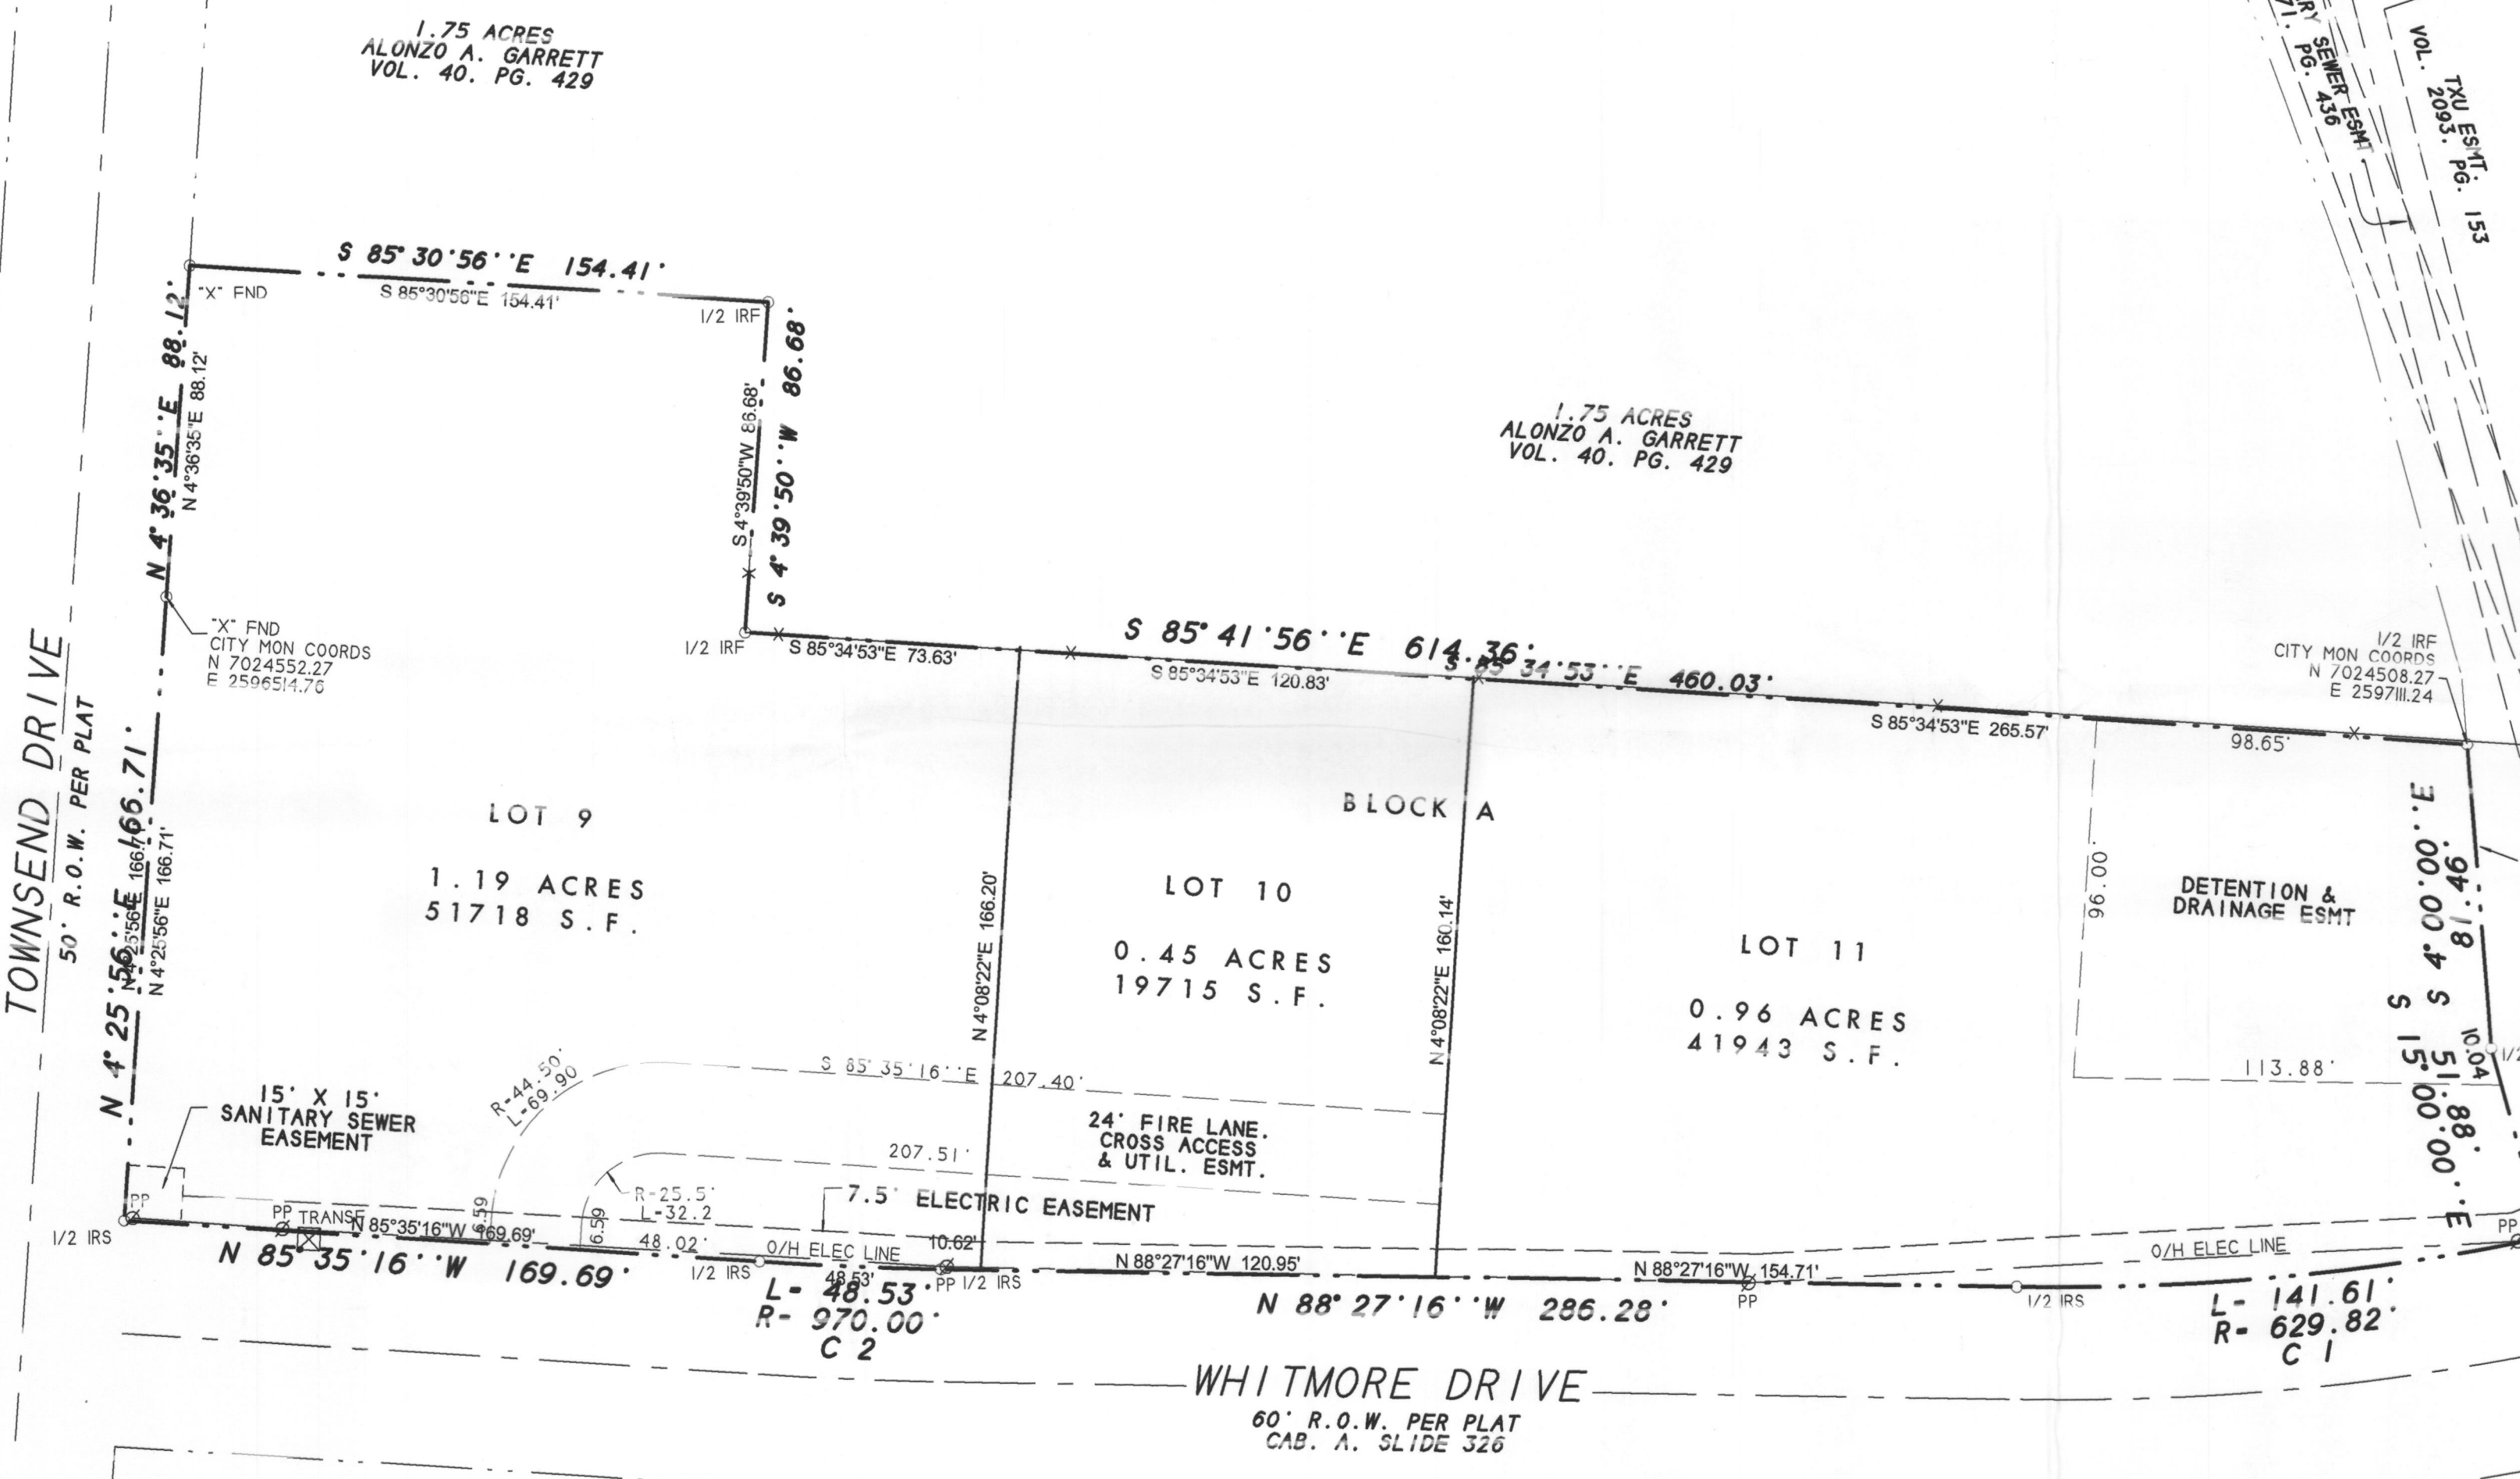 1.75 ACRES
ALONZO A. GARRETT
VOL. 40. PG. 429
SEWER ESMT.
PG. 436
TXU ESMT.
VOL. 2093. PG. 153
S 85°30'56''E 154.41'
S 85°30'56"E 154.41'
"X" FND
1/2 IRF
N 4°36'35''E 88.12'
N 4°36'35"E 88.12'
S 4°39'50"W 86.68'
S 4°39'50''W 86.68'
1.75 ACRES
ALONZO A. GARRETT
VOL. 40. PG. 429
"X" FND
CITY MON COORDS
N 7024552.27
E 2596514.76
1/2 IRF
S 85°34'53"E 73.63'
S 85°41'56''E 614.36'
S 85°34'53''E 460.03'
S 85°34'53"E 120.83'
S 85°34'53"E 265.57'
98.65'
1/2 IRF
CITY MON COORDS
N 7024508.27
E 2597111.24
TOWNSEND DRIVE
50' R.O.W. PER PLAT
N 4°25'56''E 166.71'
N 4°25'56"E 166.71'
N 4°25'56"E 166.71'
LOT 9
1.19 ACRES
51718 S.F.
N 4°08'22"E 166.20'
BLOCK A
LOT 10
0.45 ACRES
19715 S.F.
N 4°08'22"E 160.14'
LOT 11
0.96 ACRES
41943 S.F.
96.00'
DETENTION &
DRAINAGE ESMT
113.88'
S 4°00'00''E 81.46'
10.04
S 15°00'00''E 51.88'
15' X 15'
SANITARY SEWER
EASEMENT
R-44.50'
L-69.90
S 85°35'16''E 207.40'
24' FIRE LANE.
CROSS ACCESS
& UTIL. ESMT.
207.51'
R-25.5'
L-32.2
7.5' ELECTRIC EASEMENT
PP
PP
TRANSF
N 85°35'16"W 169.69'
6.59
6.59
48.02'
O/H ELEC LINE
10.62'
1/2 IRS
N 85°35'16''W 169.69'
1/2 IRS
48.53'
PP
1/2 IRS
L- 48.53'
R- 970.00'
C 2
N 88°27'16"W 120.95'
N 88°27'16''W 286.28'
N 88°27'16"W 154.71'
PP
1/2 IRS
O/H ELEC LINE
PP
L- 141.61'
R- 629.82'
C 1
WHITMORE DRIVE
60' R.O.W. PER PLAT
CAB. A. SLIDE 326